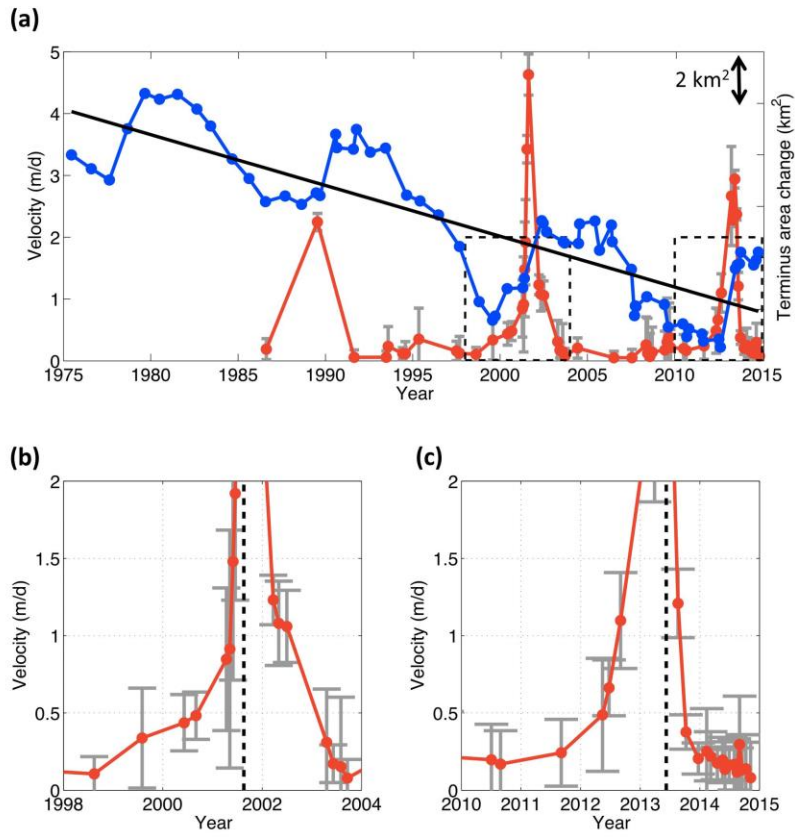 (a)
5
4
3
2
1
0
Velocity (m/d)
2 km²
Terminus area change (km²)
1975 1980 1985 1990 1995 2000 2005 2010 2015
Year
(b)
2
1.5
1
0.5
0
Velocity (m/d)
1998 2000 2002 2004
Year
(c)
2
1.5
1
0.5
0
Velocity (m/d)
2010 2011 2012 2013 2014 2015
Year